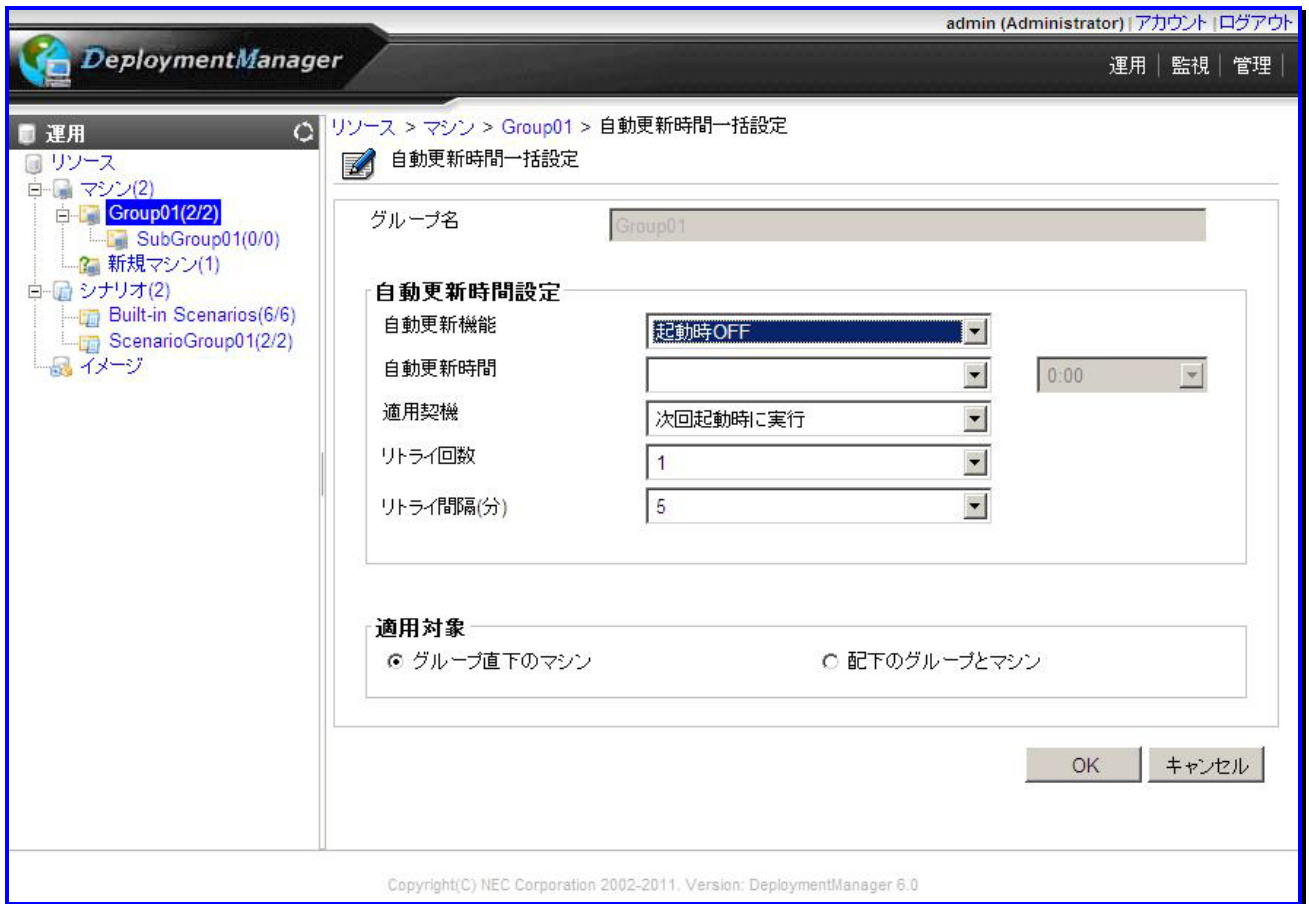 admin (Administrator) | アカウント | ログアウト
DeploymentManager
運用 | 監視 | 管理 |
運用
リソース
マシン(2)
Group01(2/2)
SubGroup01(0/0)
新規マシン(1)
シナリオ(2)
Built-in Scenarios(6/6)
ScenarioGroup01(2/2)
イメージ
リソース > マシン > Group01 > 自動更新時間一括設定
自動更新時間一括設定
グループ名 Group01
自動更新時間設定
自動更新機能 起動時OFF
自動更新時間 0:00
適用契機 次回起動時に実行
リトライ回数 1
リトライ間隔(分) 5
適用対象
グループ直下のマシン 配下のグループとマシン
OK キャンセル
Copyright(C) NEC Corporation 2002-2011. Version: DeploymentManager 6.0